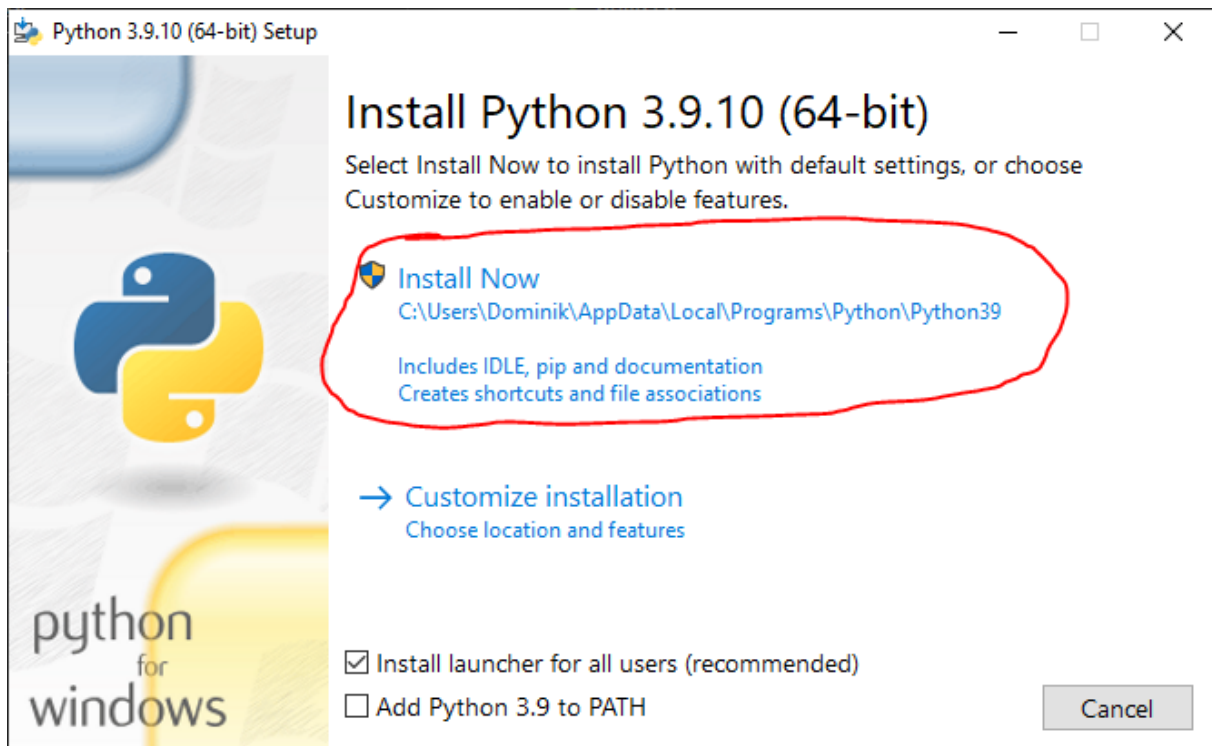 Python 3.9.10 (64-bit) Setup
Install Python 3.9.10 (64-bit)
Select Install Now to install Python with default settings, or choose
Customize to enable or disable features.
Install Now
C:\Users\Dominik\AppData\Local\Programs\Python\Python39
Includes IDLE, pip and documentation
Creates shortcuts and file associations
Customize installation
Choose location and features
python
for
windows
Install launcher for all users (recommended)
Add Python 3.9 to PATH
Cancel